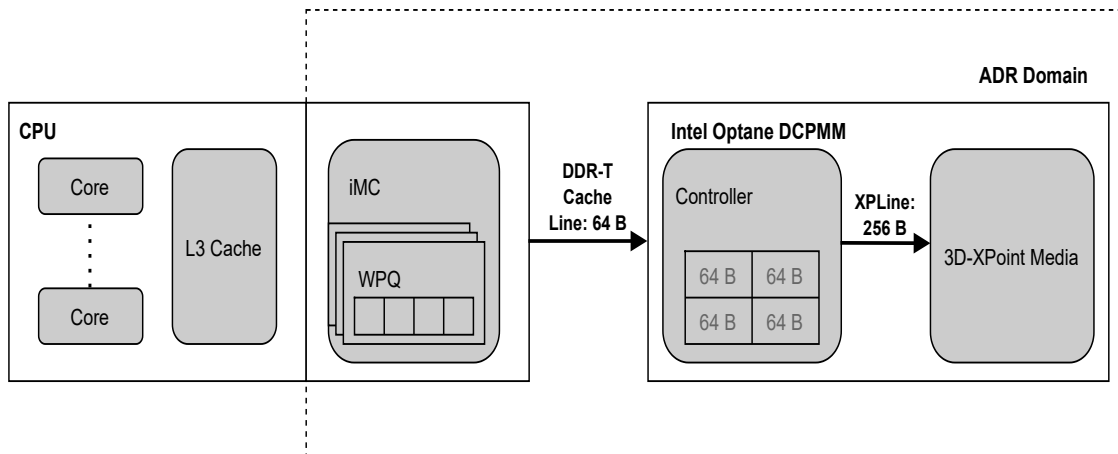 ADR Domain
CPU
Core
Core
L3 Cache
iMC
WPQ
DDR-T
Cache
Line: 64 B
Intel Optane DCPMM
Controller
64 B 64 B
64 B 64 B
XPLine:
256 B
3D-XPoint Media